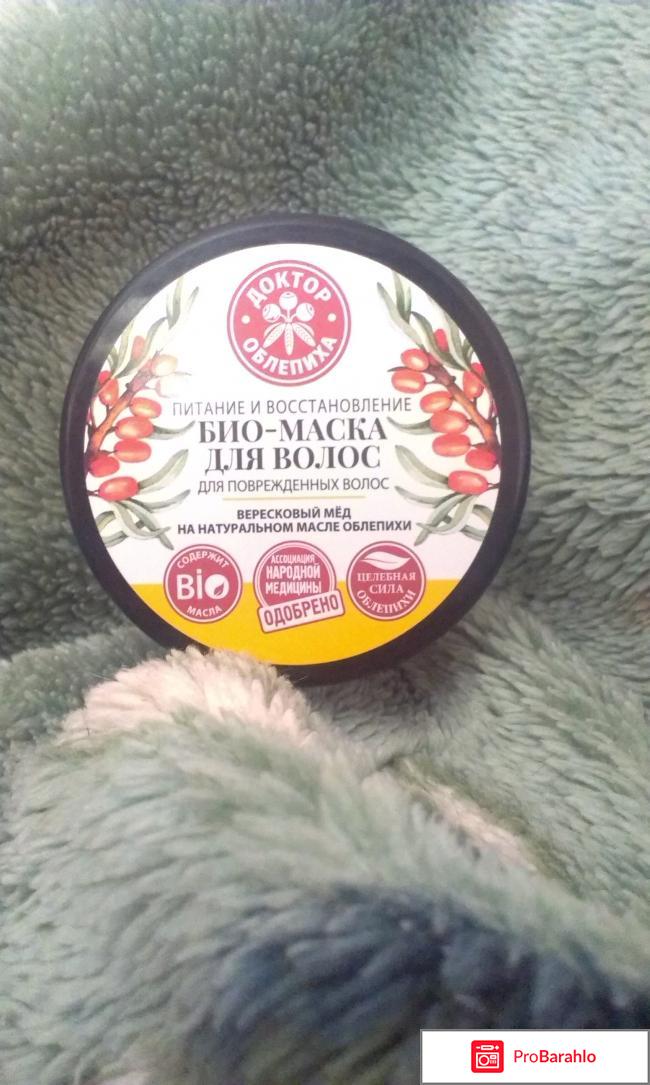 ДОКТОР
ОБЛЕПИХА
ПИТАНИЕ И ВОССТАНОВЛЕНИЕ
БИО-МАСКА
ДЛЯ ВОЛОС
ДЛЯ ПОВРЕЖДЕННЫХ ВОЛОС
ВЕРЕСКОВЫЙ МЁД
НА НАТУРАЛЬНОМ МАСЛЕ ОБЛЕПИХИ
СОДЕРЖИТ
Bio
МАСЛА
АССОЦИАЦИЯ
НАРОДНОЙ
МЕДИЦИНЫ
ОДОБРЕНО
ЦЕЛЕБНАЯ
СИЛА
ОБЛЕПИХИ
ProBarahlo